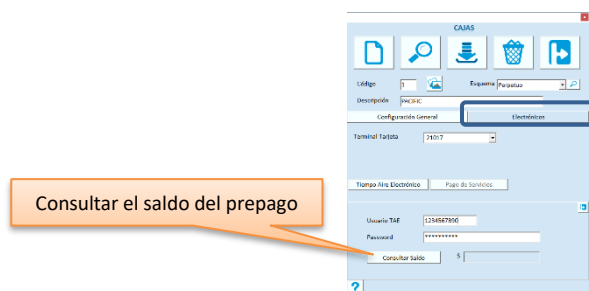 CAJAS
Código 1 Esquema Perpetuo
Descripción PACIFIC
Configuración General Electrónicos
Terminal Tarjeta 21017
Tiempo Aire Electrónico Pago de Servicios
Consultar el saldo del prepago
Usuario TAE 1234567890
Password **********
Consultar Saldo $
?